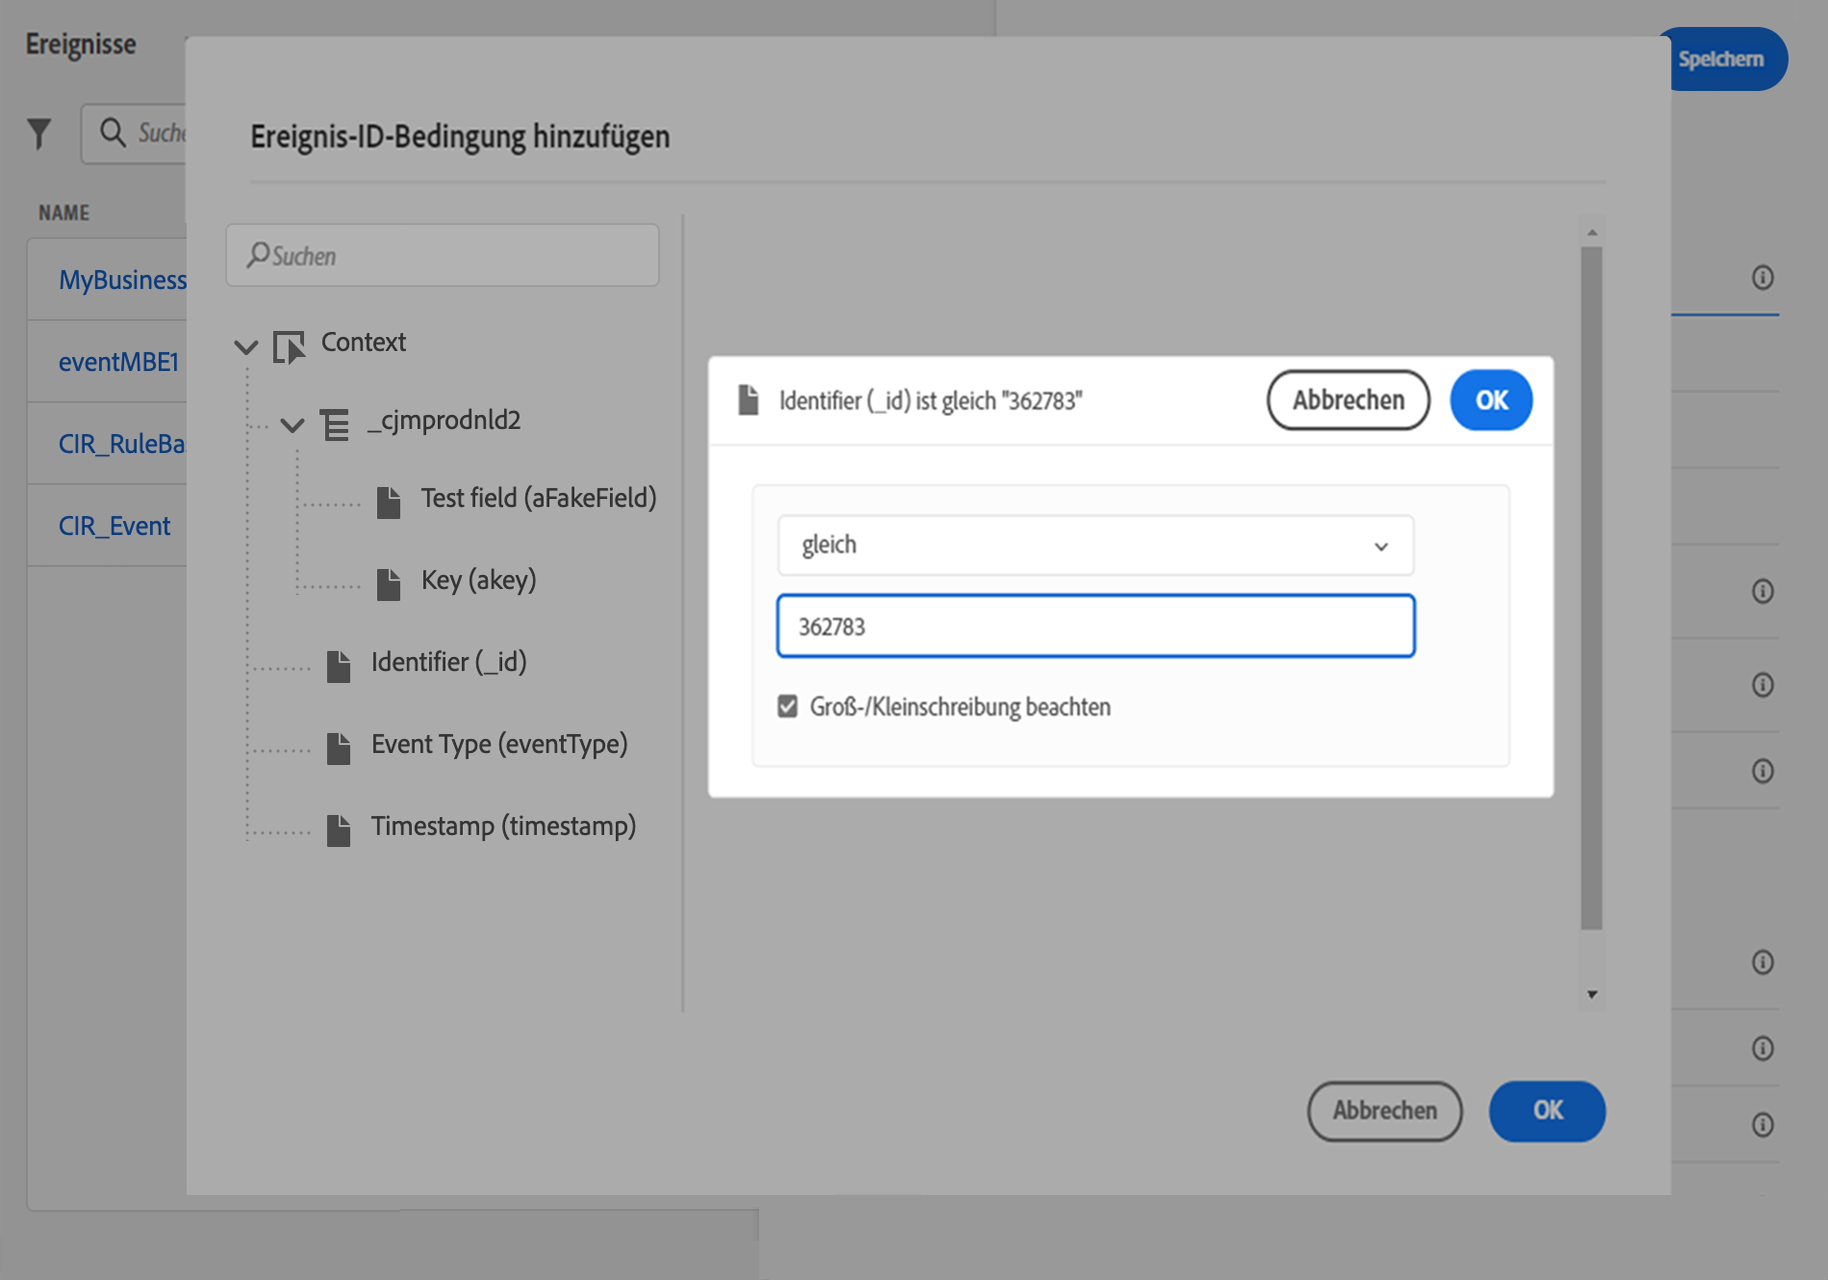 Ereignisse
Speichern
Suche
NAME
MyBusiness
eventMBE1
CIR_RuleBa
CIR_Event
Ereignis-ID-Bedingung hinzufügen
Suchen
Context
_cjmprodnld2
Test field (aFakeField)
Key (akey)
Identifier (_id)
Event Type (eventType)
Timestamp (timestamp)
Identifier (_id) ist gleich "362783"
Abbrechen
OK
gleich
362783
Groß-/Kleinschreibung beachten
Abbrechen
OK